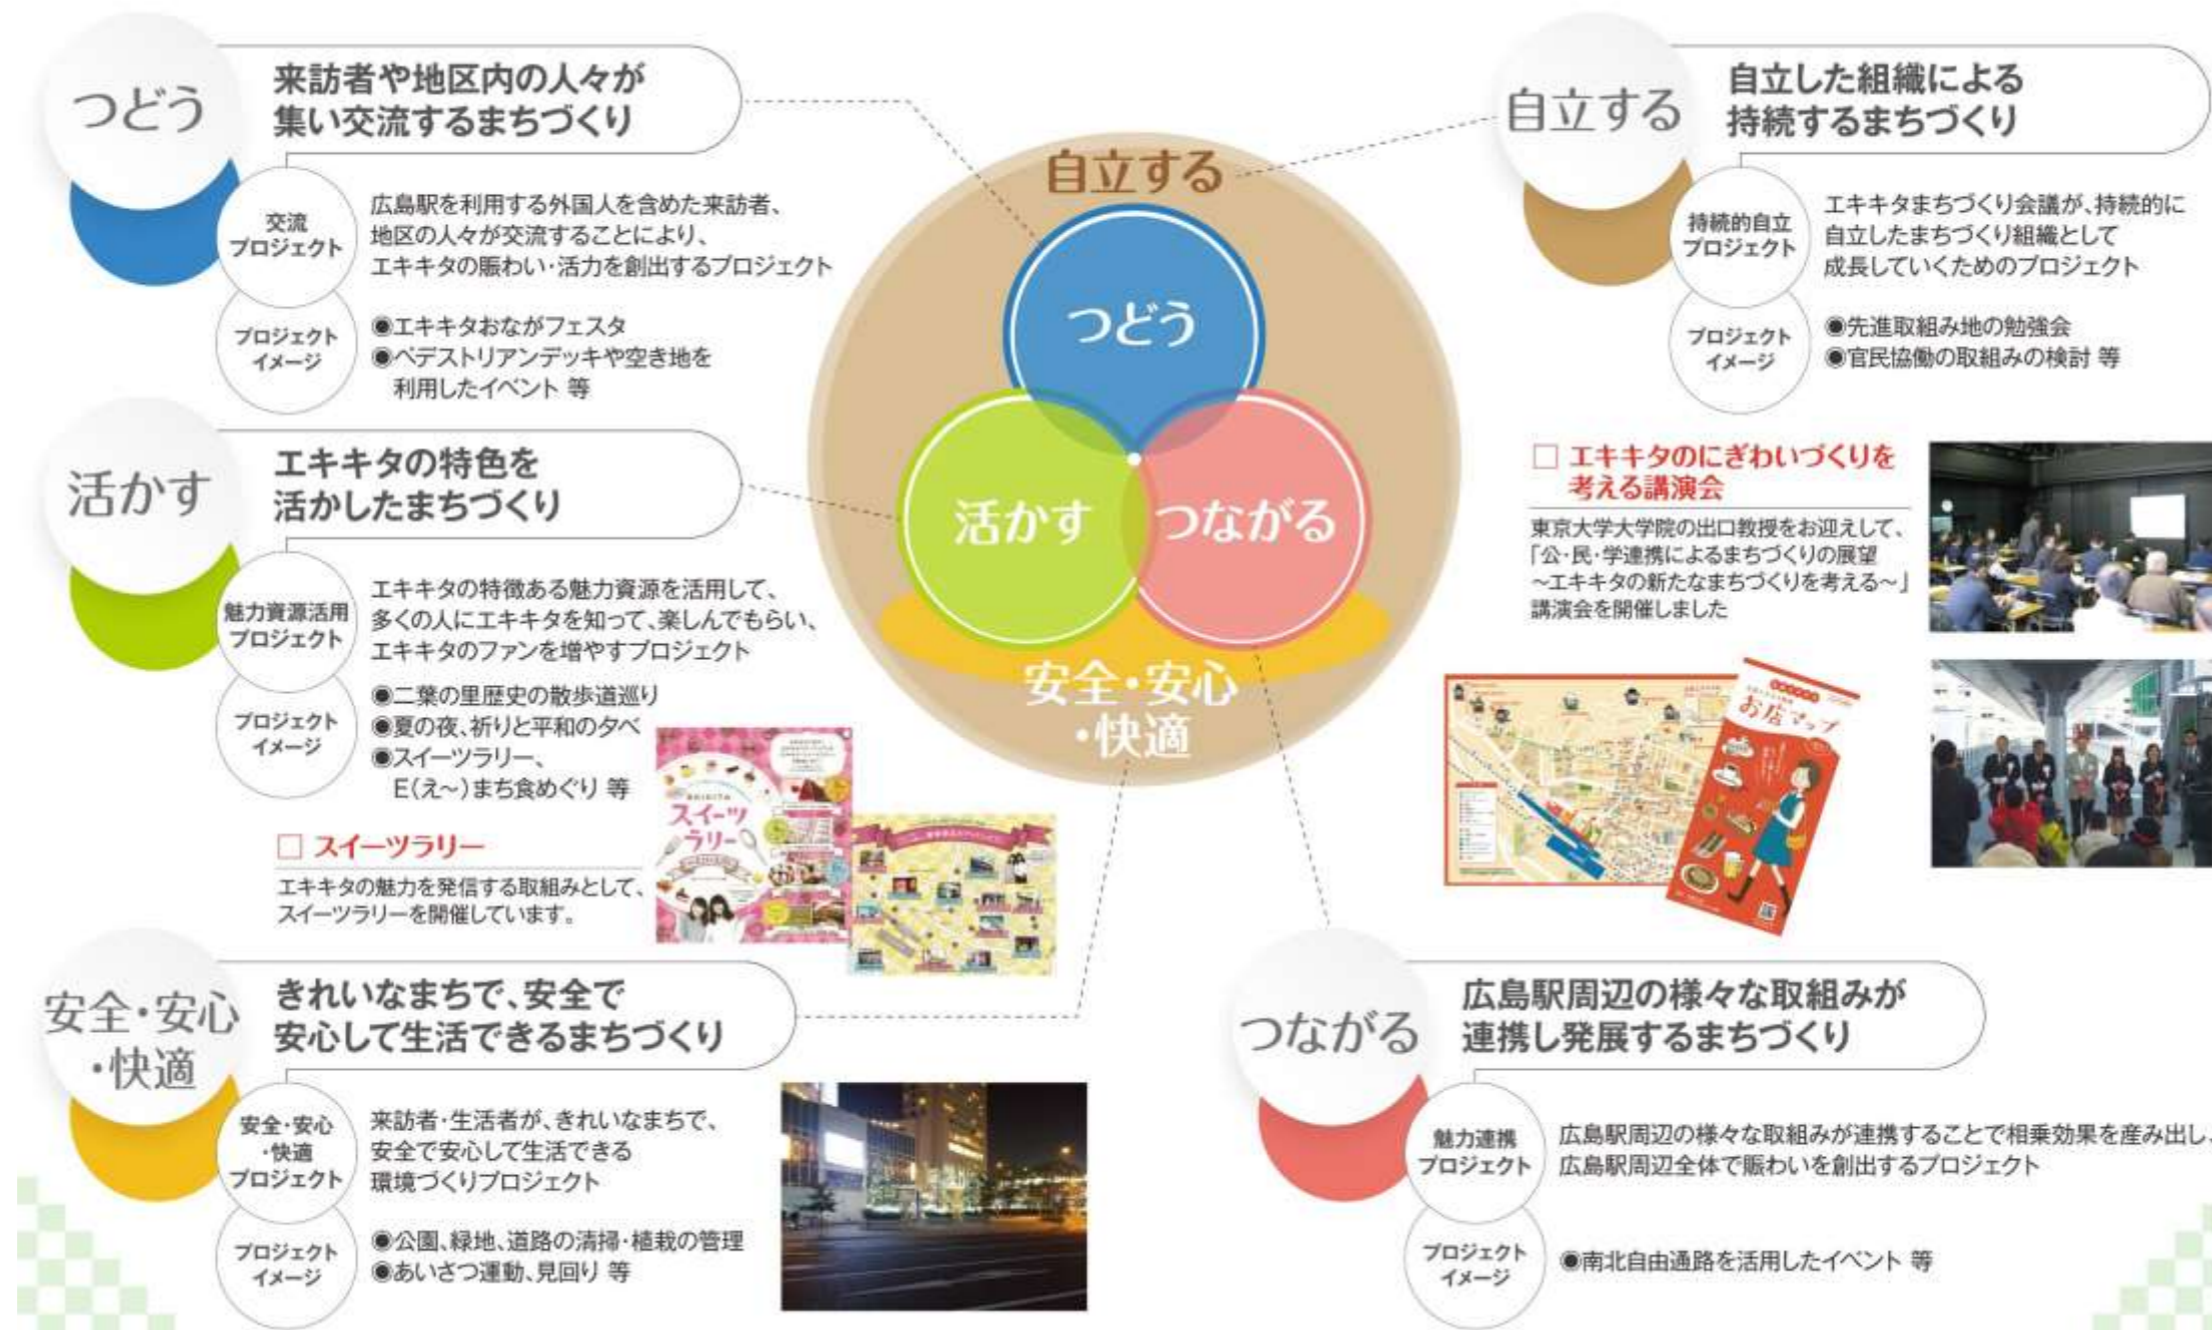 つどう
来訪者や地区内の人々が
集い交流するまちづくり
交流
プロジェクト
広島駅を利用する外国人を含めた来訪者、
地区の人々が交流することにより、
エキキタの賑わい・活力を創出するプロジェクト
プロジェクト
イメージ
◉エキキタおながフェスタ
◉ペデストリアンデッキや空き地を
利用したイベント 等
活かす
エキキタの特色を
活かしたまちづくり
魅力資源活用
プロジェクト
エキキタの特徴ある魅力資源を活用して、
多くの人にエキキタを知って、楽しんでもらい、
エキキタのファンを増やすプロジェクト
プロジェクト
イメージ
◉二葉の里歴史の散歩道巡り
◉夏の夜、祈りと平和の夕べ
◉スイーツラリー、
E(え～)まち食めぐり 等
□ スイーツラリー
エキキタの魅力を発信する取組みとして、
スイーツラリーを開催しています。
スイーツ
ラリー
安全・安心
・快適
きれいなまちで、安全で
安心して生活できるまちづくり
安全・安心
・快適
プロジェクト
来訪者・生活者が、きれいなまちで、
安全で安心して生活できる
環境づくりプロジェクト
プロジェクト
イメージ
◉公園、緑地、道路の清掃・植栽の管理
◉あいさつ運動、見回り 等
自立する
つどう
活かす
つながる
安全・安心
・快適
自立する
自立した組織による
持続するまちづくり
持続的自立
プロジェクト
エキキタまちづくり会議が、持続的に
自立したまちづくり組織として
成長していくためのプロジェクト
プロジェクト
イメージ
◉先進取組み地の勉強会
◉官民協働の取組みの検討 等
□ エキキタのにぎわいづくりを
考える講演会
東京大学大学院の出口教授をお迎えして、
「公・民・学連携によるまちづくりの展望
～エキキタの新たなまちづくりを考える～」
講演会を開催しました
お店マップ
つながる
広島駅周辺の様々な取組みが
連携し発展するまちづくり
魅力連携
プロジェクト
広島駅周辺の様々な取組みが連携することで相乗効果を産み出し、
広島駅周辺全体で賑わいを創出するプロジェクト
プロジェクト
イメージ
◉南北自由通路を活用したイベント 等